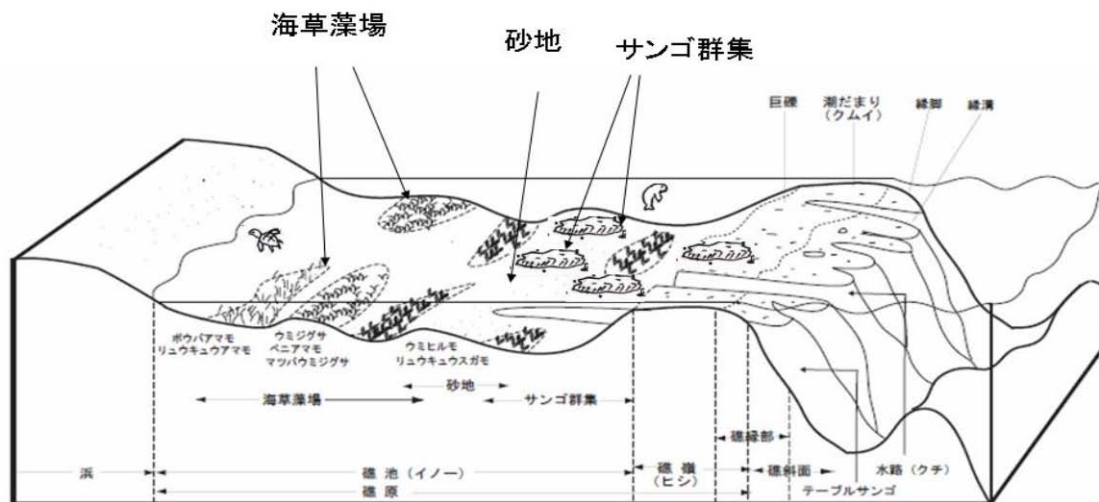 海草藻場
砂地
サンゴ群集
巨礫
潮だまり
(クムイ)
縁脚
縁溝
ボウバアマモ
リュウキュウアマモ
ウミジグサ
ベニアマモ
マツバウミジグサ
ウミヒルモ
リュウキュウスガモ
砂地
海草藻場
サンゴ群集
礁縁部
浜
礁池(イノー)
礁嶺
(ヒシ)
礁斜面
水路(クチ)
礁原
テーブルサンゴ